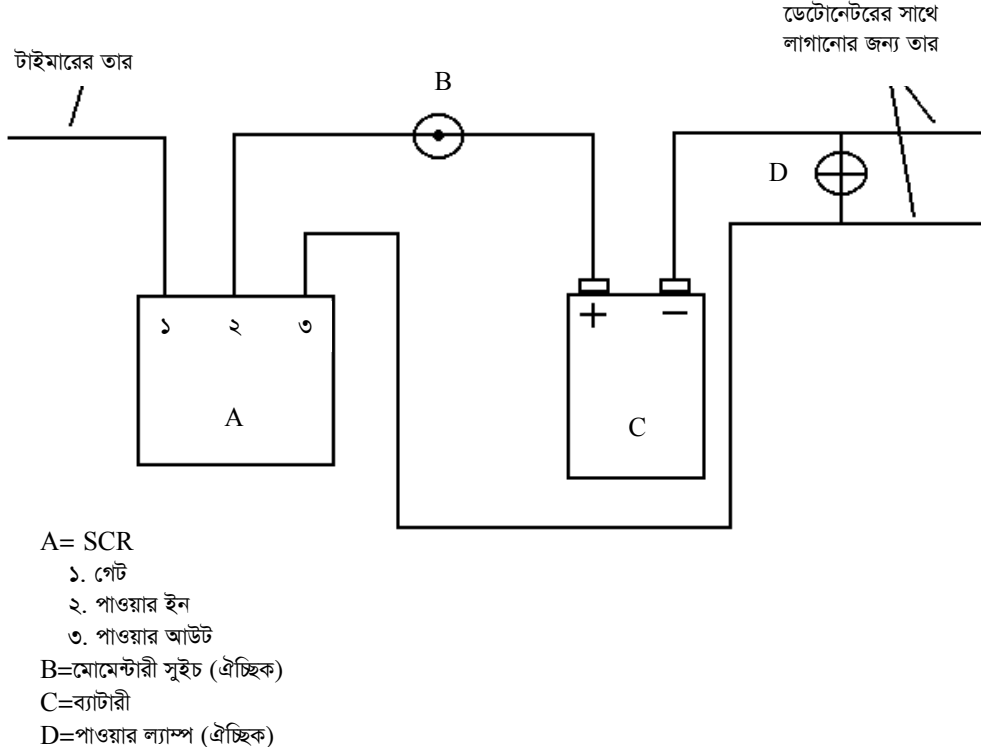 ডেটোনেটরের সাথে
লাগানোর জন্য তার
টাইমারের তার
B
D
১ ২ ৩
+ −
A
C
A= SCR
১. গেট
২. পাওয়ার ইন
৩. পাওয়ার আউট
B=মোমেন্টারী সুইচ (ঐচ্ছিক)
C=ব্যাটারী
D=পাওয়ার ল্যাম্প (ঐচ্ছিক)